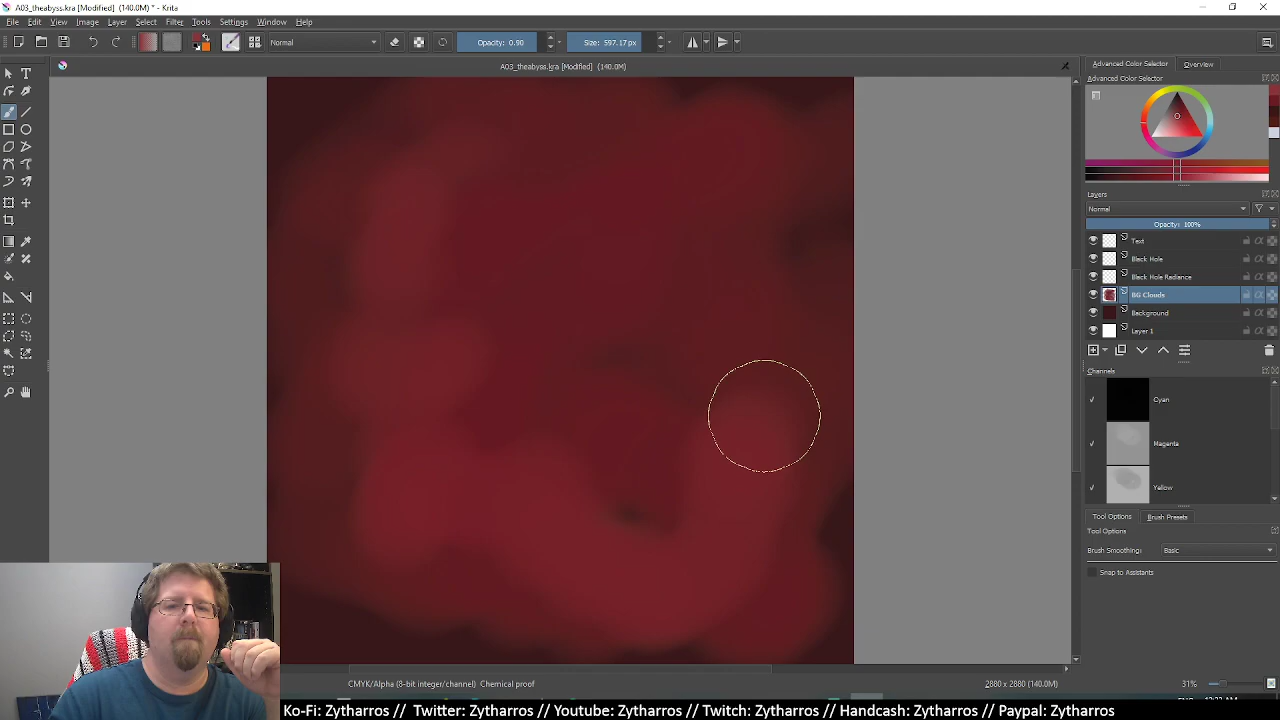 A03_theabyss.kra [Modified] (140.0M) * - Krita
File Edit View Image Layer Select Filter Tools Settings Window Help
Normal Opacity: 0.90 Size: 597.17 px
A03_theabyss.kra [Modified] (140.0M)
Advanced Color Selector Overview
Advanced Color Selector
Layers
Normal
Opacity: 100%
Text
Black Hole
Black Hole Radiance
BG Clouds
Background
Layer 1
Channels
Cyan
Magenta
Yellow
Tool Options Brush Presets
Tool Options
Brush Smoothing: Basic
Snap to Assistants
CMYK/Alpha (8-bit integer/channel) Chemical proof 2880 x 2880 (140.0M) 31%
Ko-Fi: Zytharros // Twitter: Zytharros // Youtube: Zytharros // Twitch: Zytharros // Handcash: Zytharros // Paypal: Zytharros